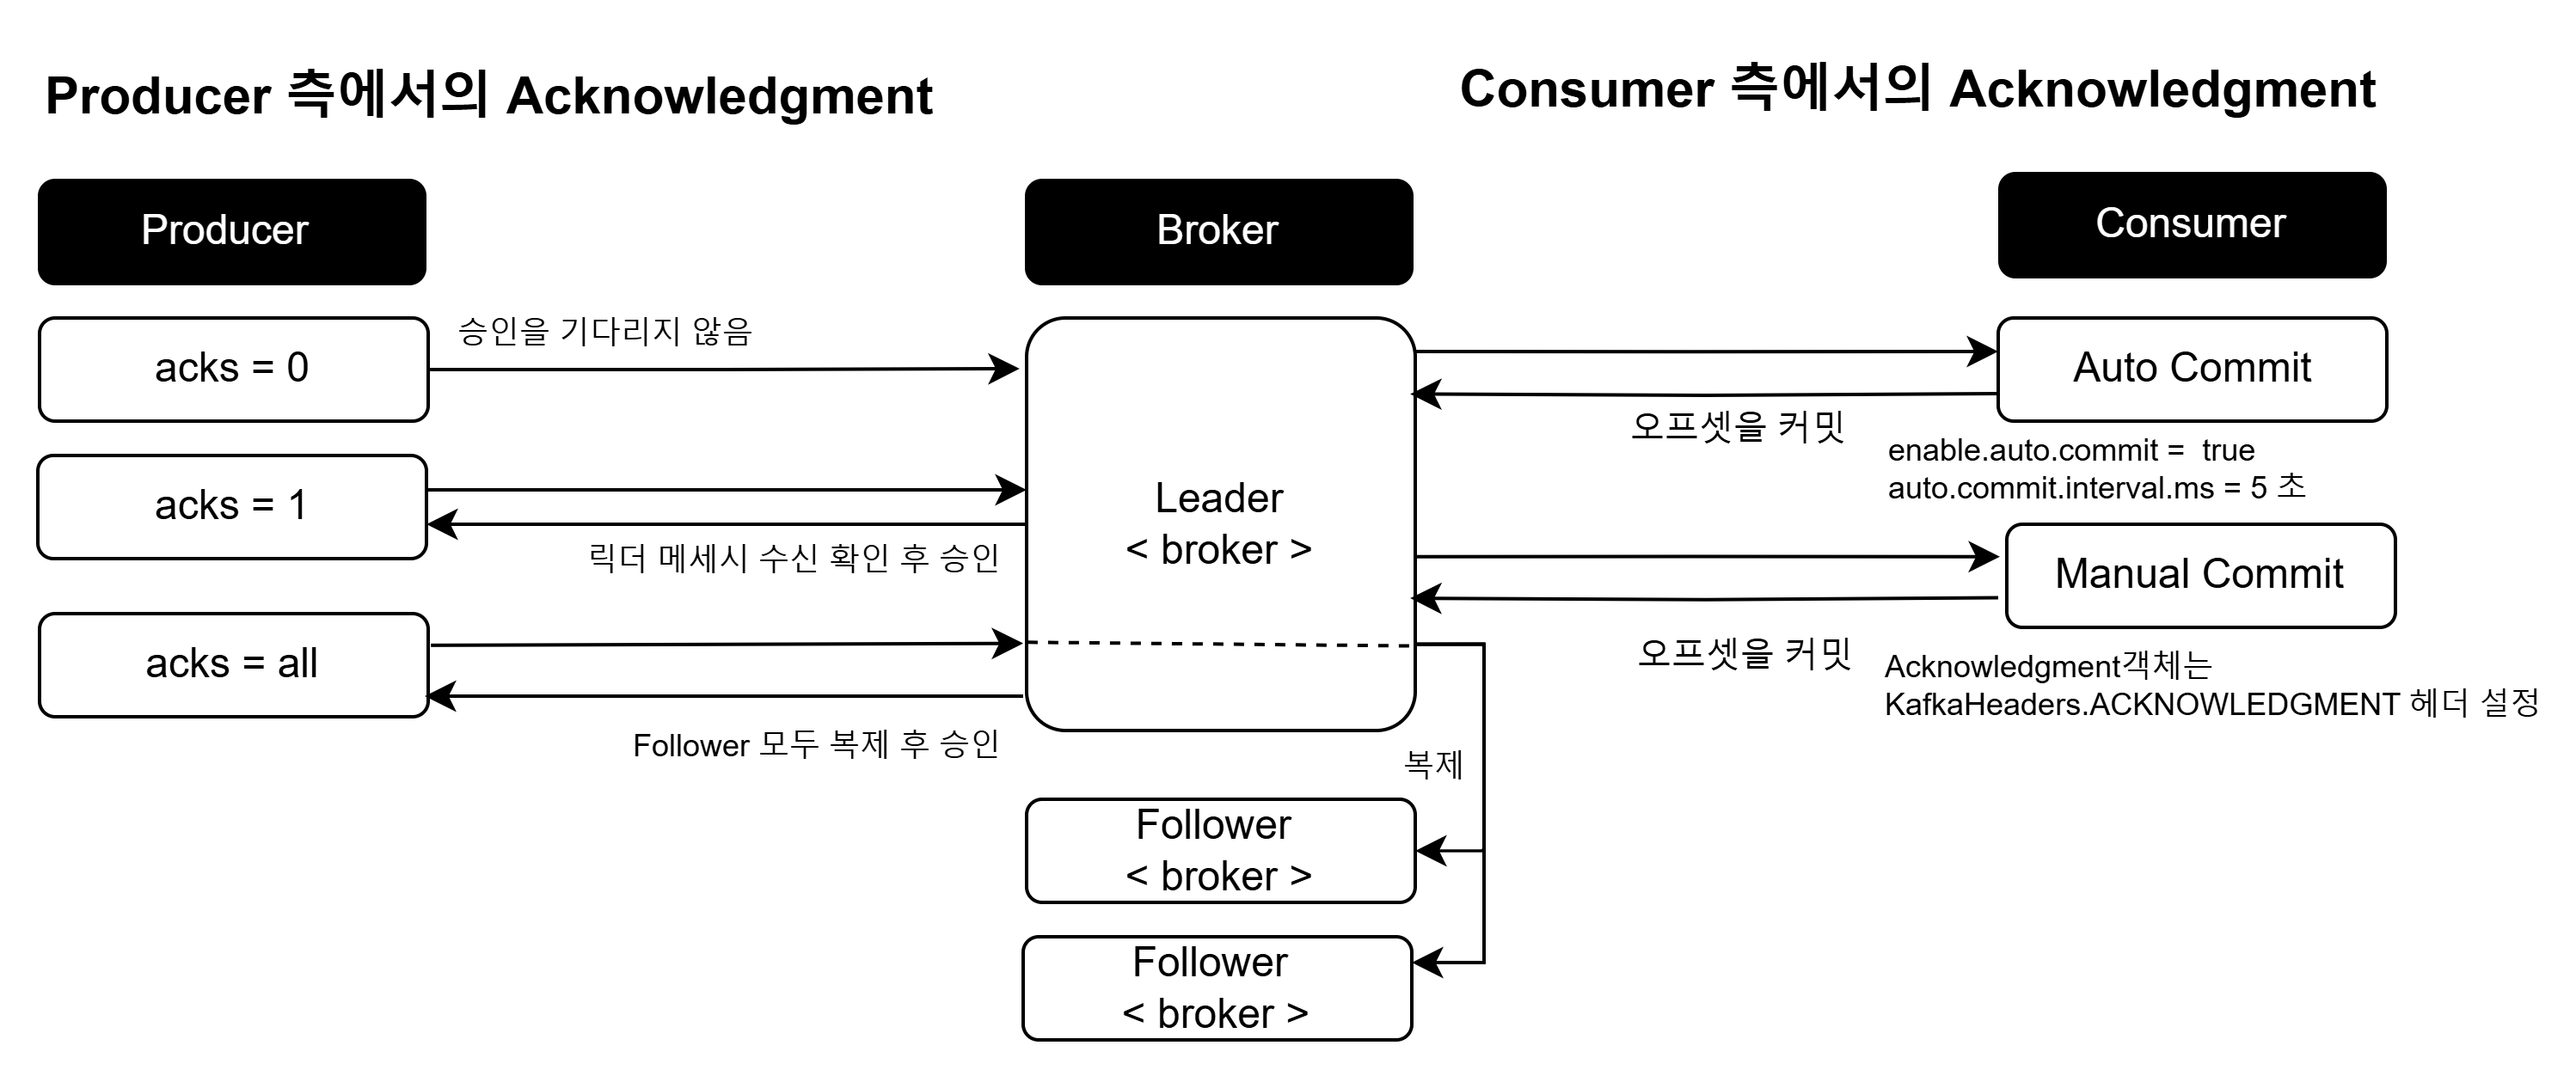 Producer 측에서의 Acknowledgment
Consumer 측에서의 Acknowledgment
Producer
Broker
Consumer
acks = 0
승인을 기다리지 않음
acks = 1
릭더 메세시 수신 확인 후 승인
acks = all
Follower 모두 복제 후 승인
Leader
< broker >
복제
Follower
< broker >
Follower
< broker >
Auto Commit
오프셋을 커밋
enable.auto.commit =  true
auto.commit.interval.ms = 5 초
Manual Commit
오프셋을 커밋
Acknowledgment객체는
KafkaHeaders.ACKNOWLEDGMENT 헤더 설정